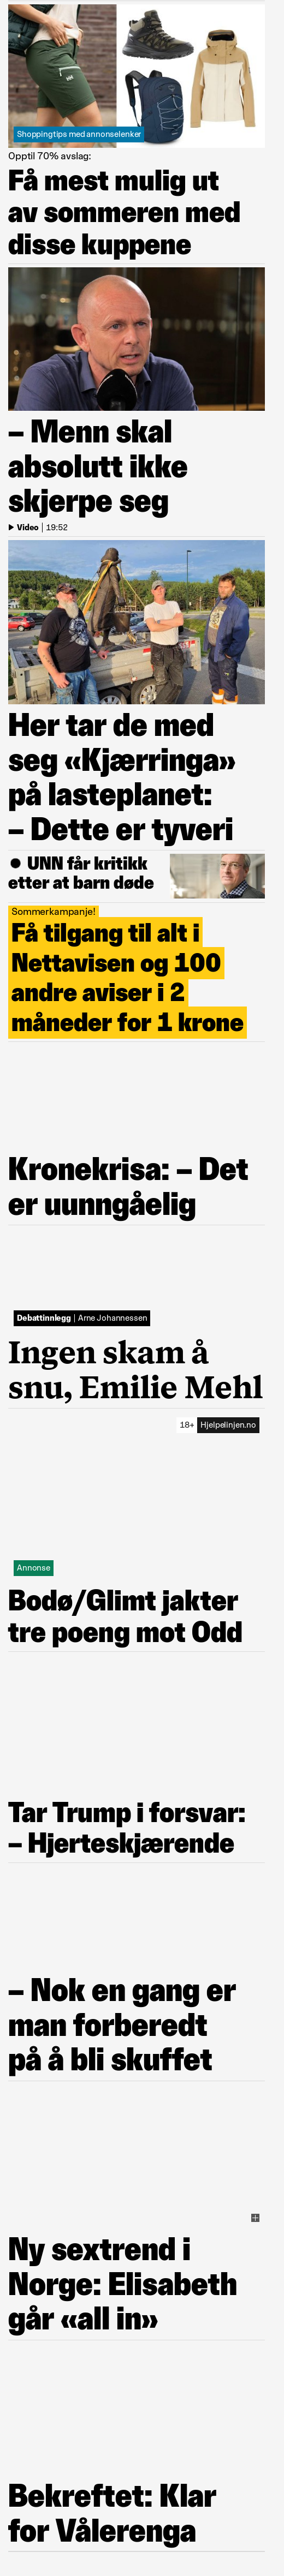 Shoppingtips med annonselenker
Opptil 70% avslag:
Få mest mulig ut
av sommeren med
disse kuppene
– Menn skal
absolutt ikke
skjerpe seg
Video | 19:52
Her tar de med
seg «Kjærringa»
på lasteplanet:
– Dette er tyveri
UNN får kritikk
etter at barn døde
Sommerkampanje!
Få tilgang til alt i
Nettavisen og 100
andre aviser i 2
måneder for 1 krone
Kronekrisa: – Det
er uunngåelig
Debattinnlegg | Arne Johannessen
Ingen skam å
snu, Emilie Mehl
18+ Hjelpelinjen.no
Annonse
Bodø/Glimt jakter
tre poeng mot Odd
Tar Trump i forsvar:
– Hjerteskjærende
– Nok en gang er
man forberedt
på å bli skuffet
Ny sextrend i
Norge: Elisabeth
går «all in»
Bekreftet: Klar
for Vålerenga